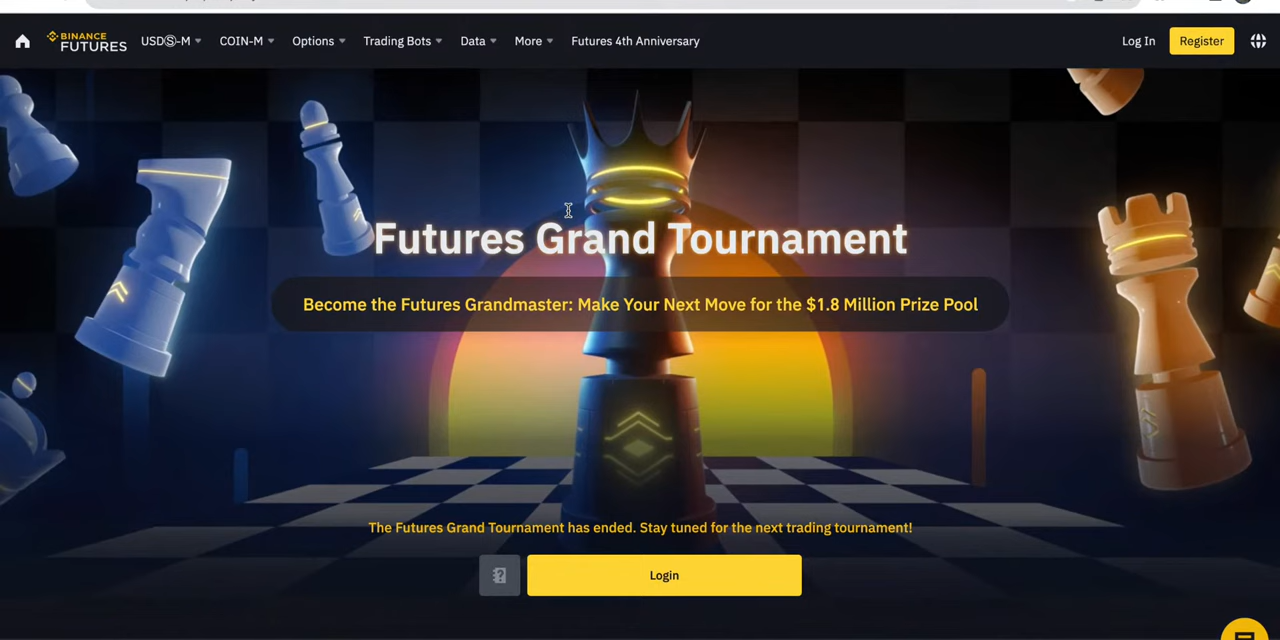 BINANCE
FUTURES
USDⓈ-M
COIN-M
Options
Trading Bots
Data
More
Futures 4th Anniversary
Log In
Register
Futures Grand Tournament
Become the Futures Grandmaster: Make Your Next Move for the $1.8 Million Prize Pool
The Futures Grand Tournament has ended. Stay tuned for the next trading tournament!
Login